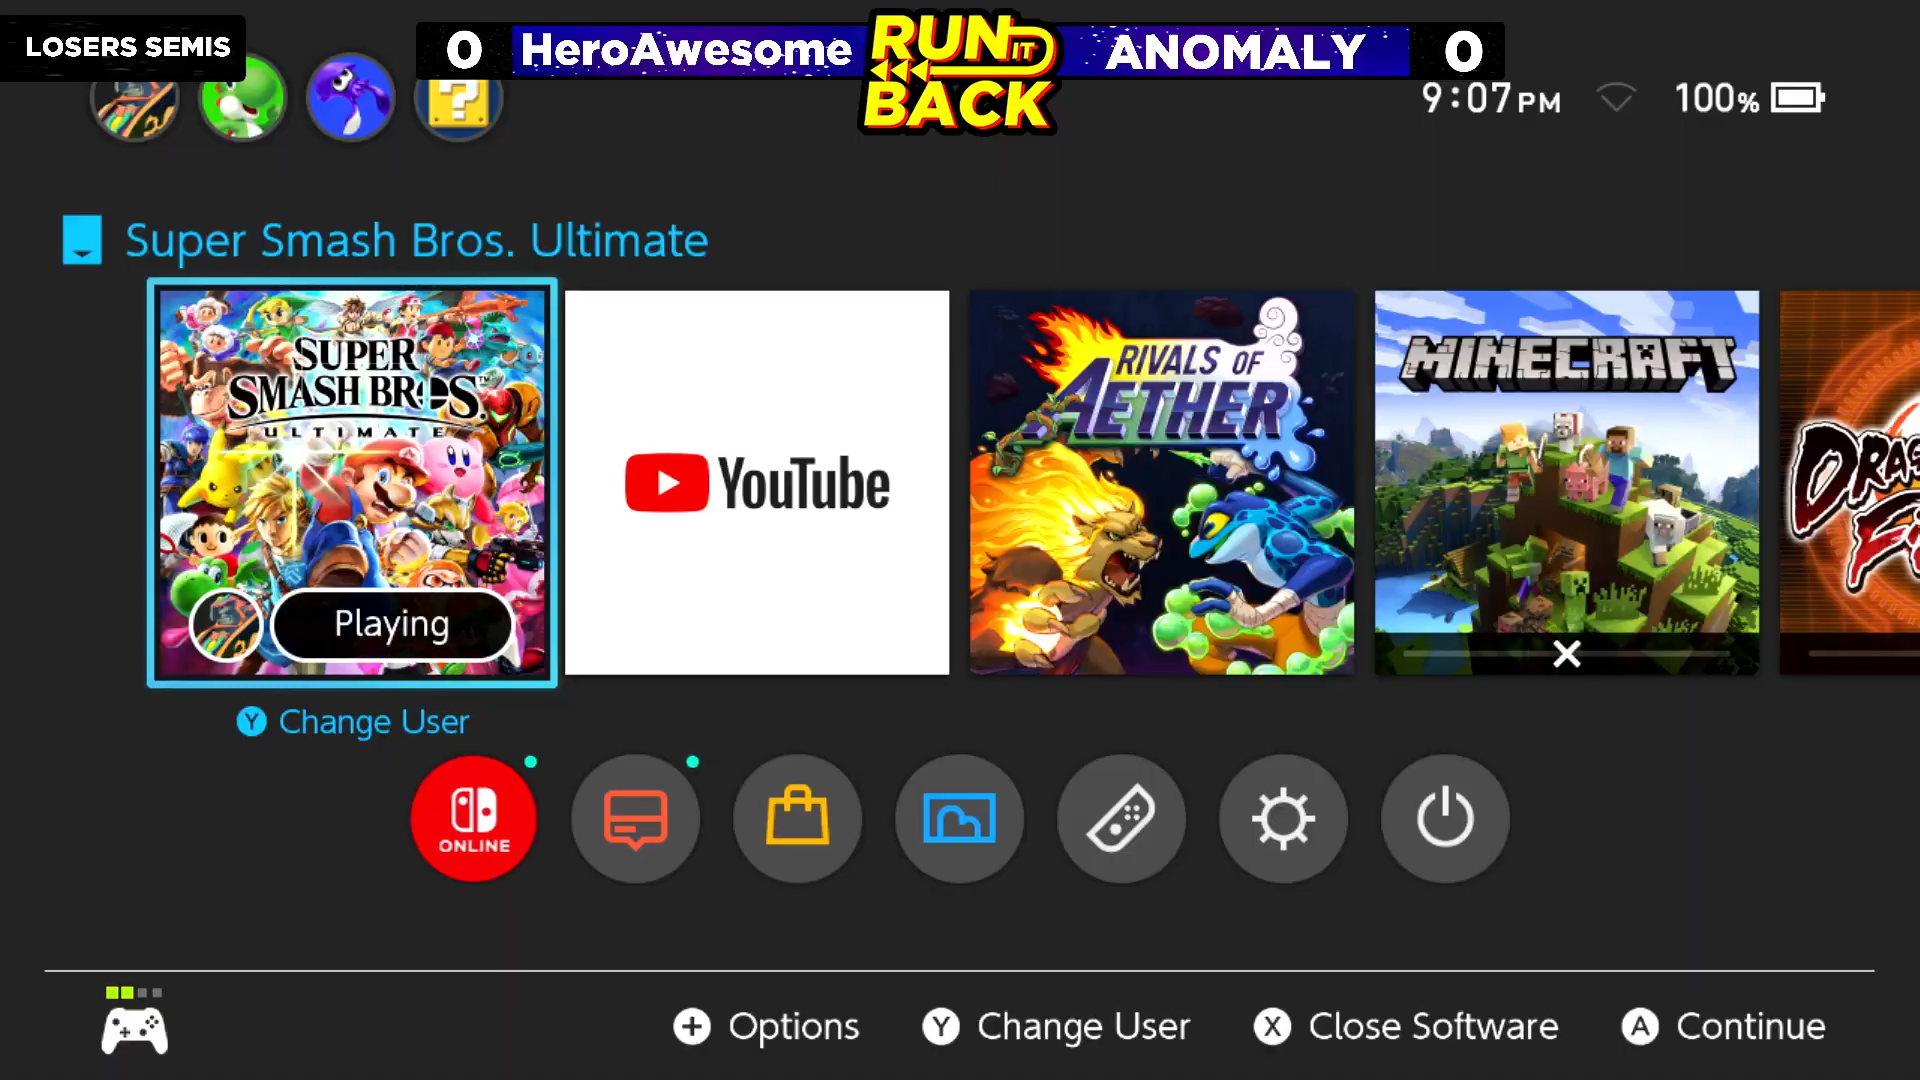 LOSERS SEMIS
0 HeroAwesome RUN IT BACK ANOMALY 0
9:07 PM 100%
Super Smash Bros. Ultimate
SUPER
SMASH BROS.™
ULTIMATE
Playing
YouTube
RIVALS OF
AETHER
MINECRAFT
Y Change User
ONLINE
+ Options Y Change User X Close Software A Continue